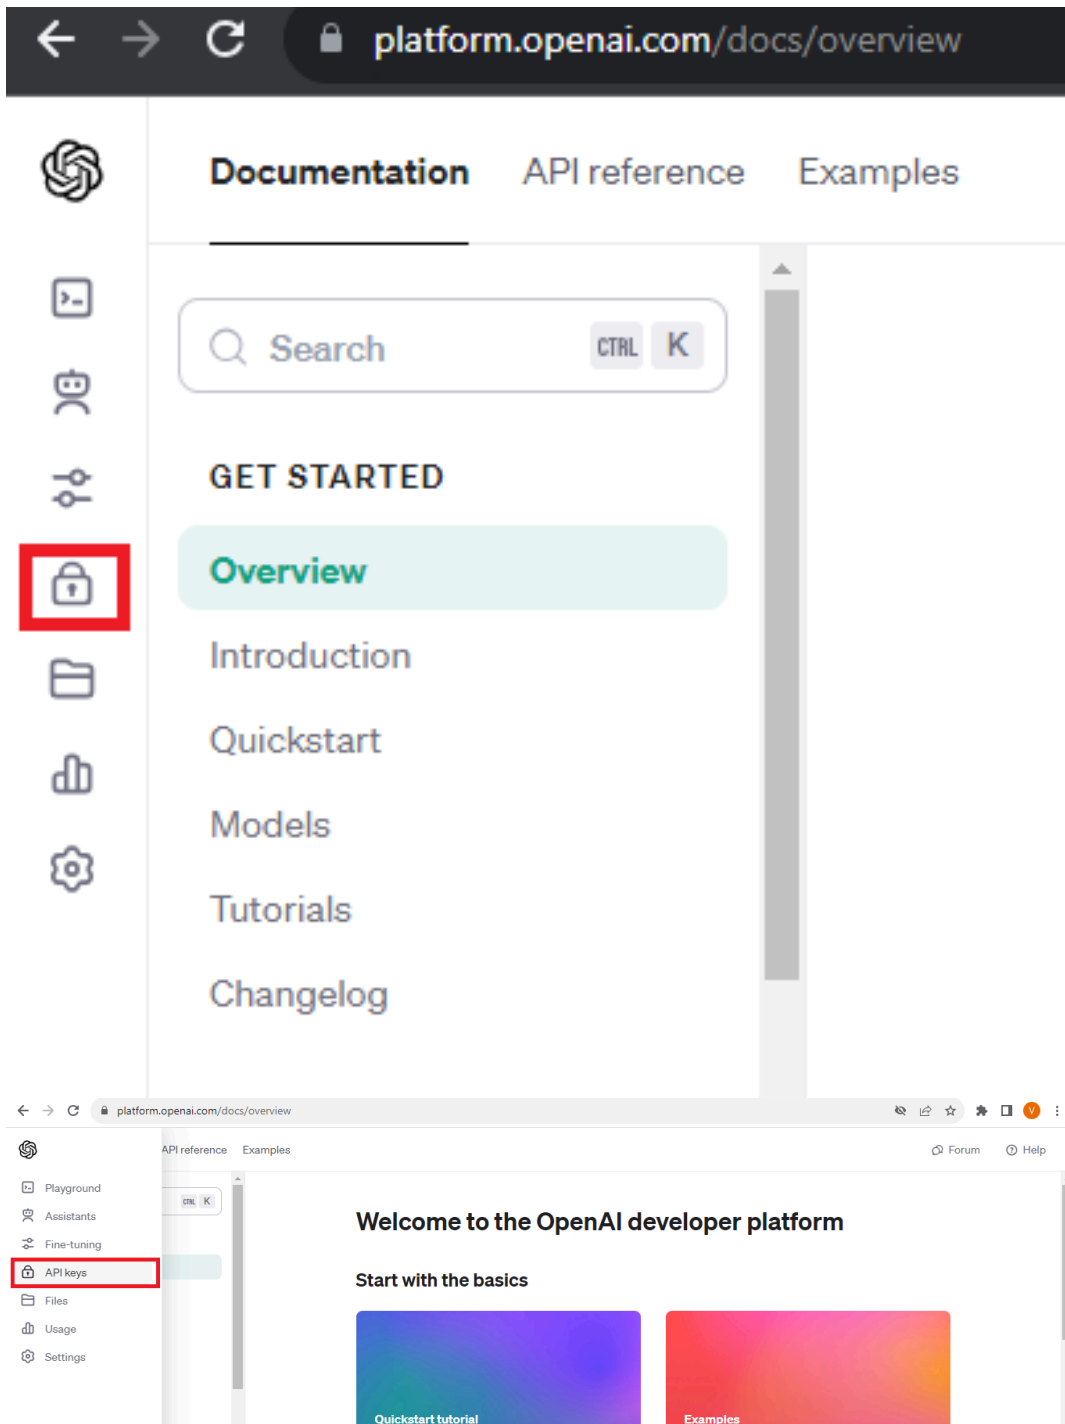 platform.openai.com/docs/overview
Documentation API reference Examples
Search CTRL K
GET STARTED
Overview
Introduction
Quickstart
Models
Tutorials
Changelog
platform.openai.com/docs/overview V
API reference Examples Forum Help
Playground
CTRL K
Assistants
Welcome to the OpenAI developer platform
Fine-tuning
API keys
Start with the basics
Files
Usage
Settings
Quickstart tutorial Examples